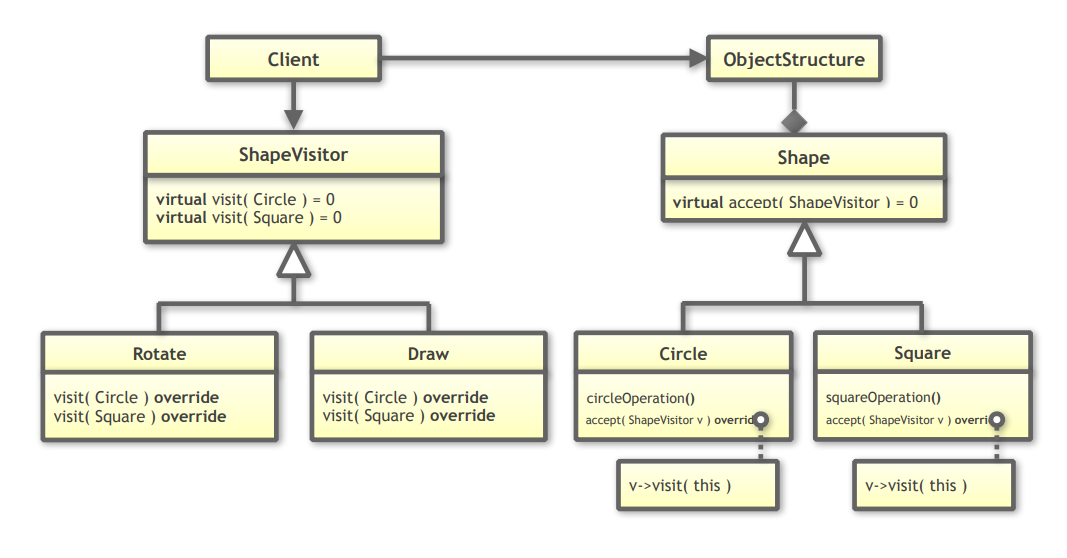 Client
ObjectStructure
ShapeVisitor
virtual visit( Circle ) = 0
virtual visit( Square ) = 0
Shape
virtual accept( ShapeVisitor ) = 0
Rotate
visit( Circle ) override
visit( Square ) override
Draw
visit( Circle ) override
visit( Square ) override
Circle
circleOperation()
accept( ShapeVisitor v ) overrid
v->visit( this )
Square
squareOperation()
accept( ShapeVisitor v ) overri
v->visit( this )